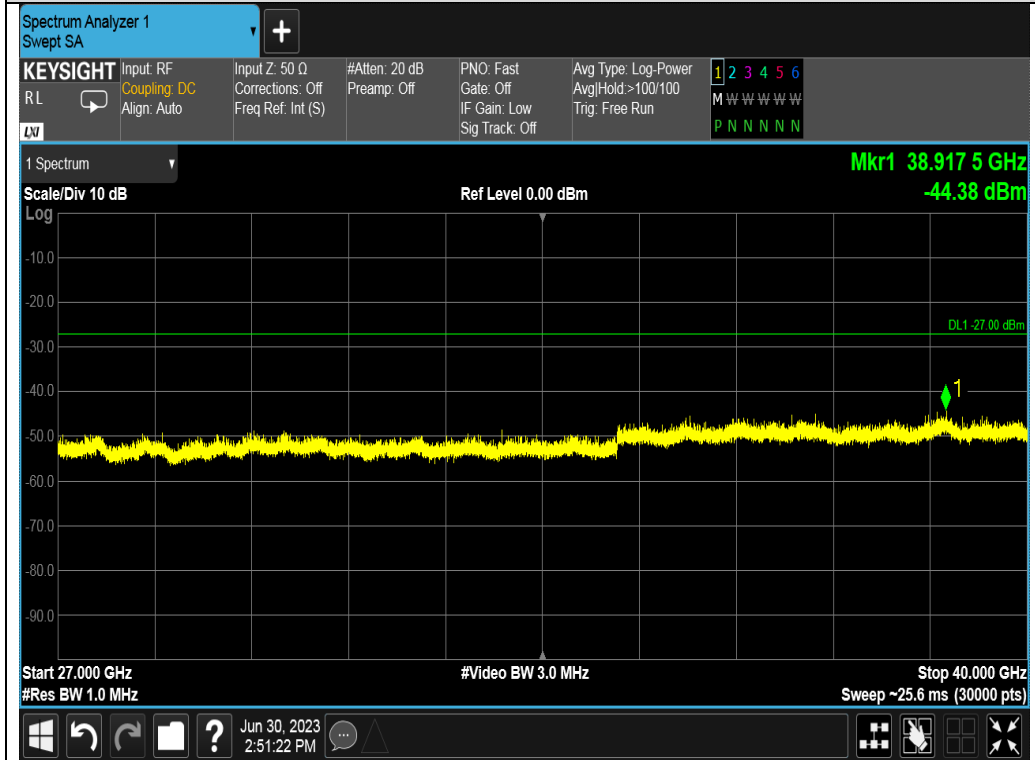 Spectrum Analyzer 1
Swept SA
+
KEYSIGHT
RL
LXI
Input: RF
Coupling: DC
Align: Auto
Input Z: 50 Ω
Corrections: Off
Freq Ref: Int (S)
#Atten: 20 dB
Preamp: Off
PNO: Fast
Gate: Off
IF Gain: Low
Sig Track: Off
Avg Type: Log-Power
Avg|Hold:>100/100
Trig: Free Run
1 2 3 4 5 6
M W W W W W
P N N N N N
1 Spectrum
Mkr1 38.917 5 GHz
-44.38 dBm
Scale/Div 10 dB
Ref Level 0.00 dBm
Log
-10.0
-20.0
DL1 -27.00 dBm
-30.0
-40.0
1
-50.0
-60.0
-70.0
-80.0
-90.0
Start 27.000 GHz
#Video BW 3.0 MHz
Stop 40.000 GHz
#Res BW 1.0 MHz
Sweep ~25.6 ms (30000 pts)
?
Jun 30, 2023
2:51:22 PM